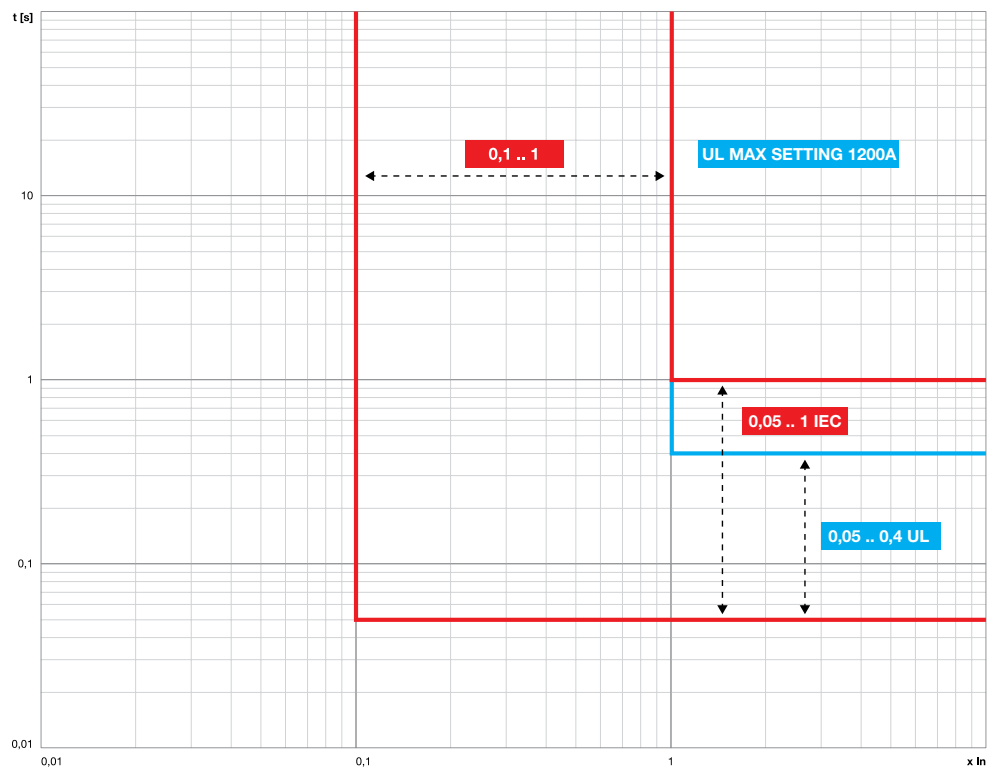 t [s]
0,1 .. 1
UL MAX SETTING 1200A
10
1
0,05 .. 1 IEC
0,05 .. 0,4 UL
0,1
0,01
0,01
0,1
1
x In